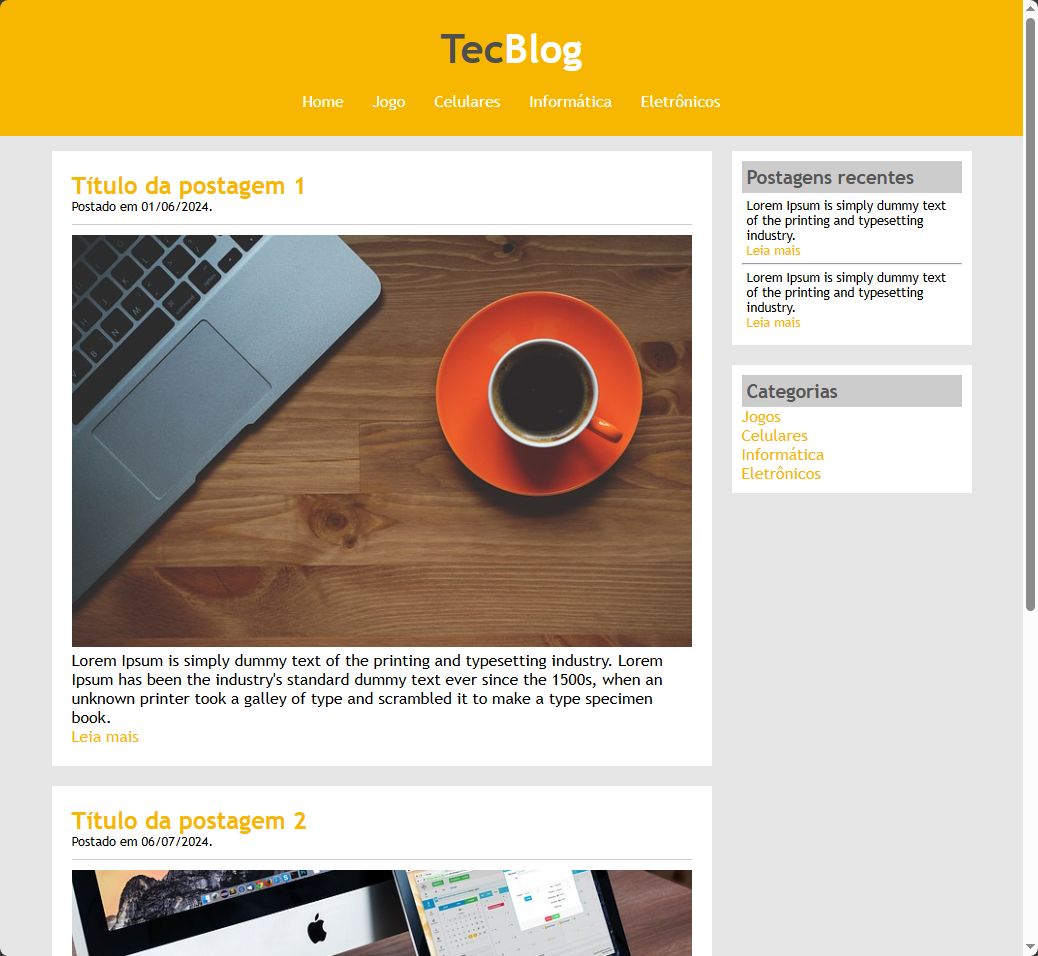 TecBlog
Home Jogo Celulares Informática Eletrônicos
Título da postagem 1
Postado em 01/06/2024.
Lorem Ipsum is simply dummy text of the printing and typesetting industry. Lorem
Ipsum has been the industry's standard dummy text ever since the 1500s, when an
unknown printer took a galley of type and scrambled it to make a type specimen
book.
Leia mais
Título da postagem 2
Postado em 06/07/2024.
Postagens recentes
Lorem Ipsum is simply dummy text
of the printing and typesetting
industry.
Leia mais
Lorem Ipsum is simply dummy text
of the printing and typesetting
industry.
Leia mais
Categorias
Jogos
Celulares
Informática
Eletrônicos